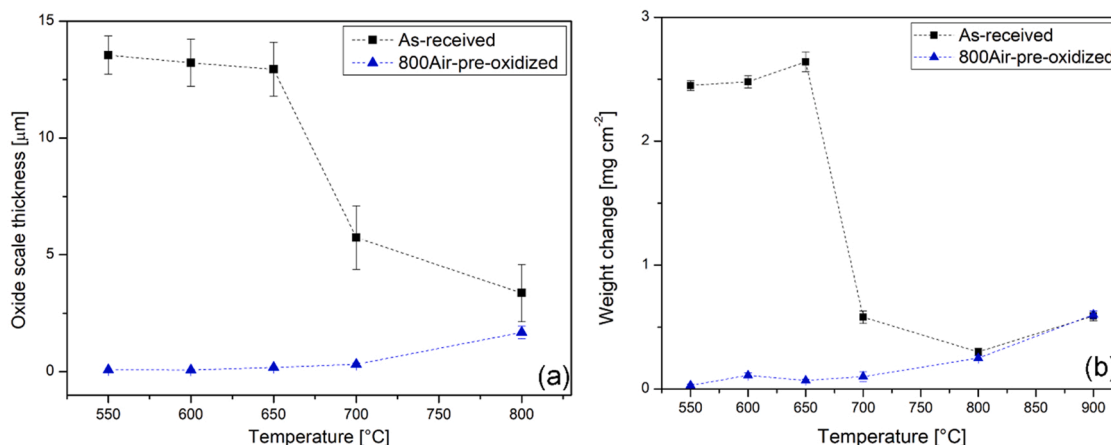 As-received
800Air-pre-oxidized
Oxide scale thickness [μm]
15
10
5
0
550 600 650 700 750 800
Temperature [°C]
(a)
As-received
800Air-pre-oxidized
Weight change [mg cm-2]
3
2
1
0
550 600 650 700 750 800 850 900
Temperature [°C]
(b)